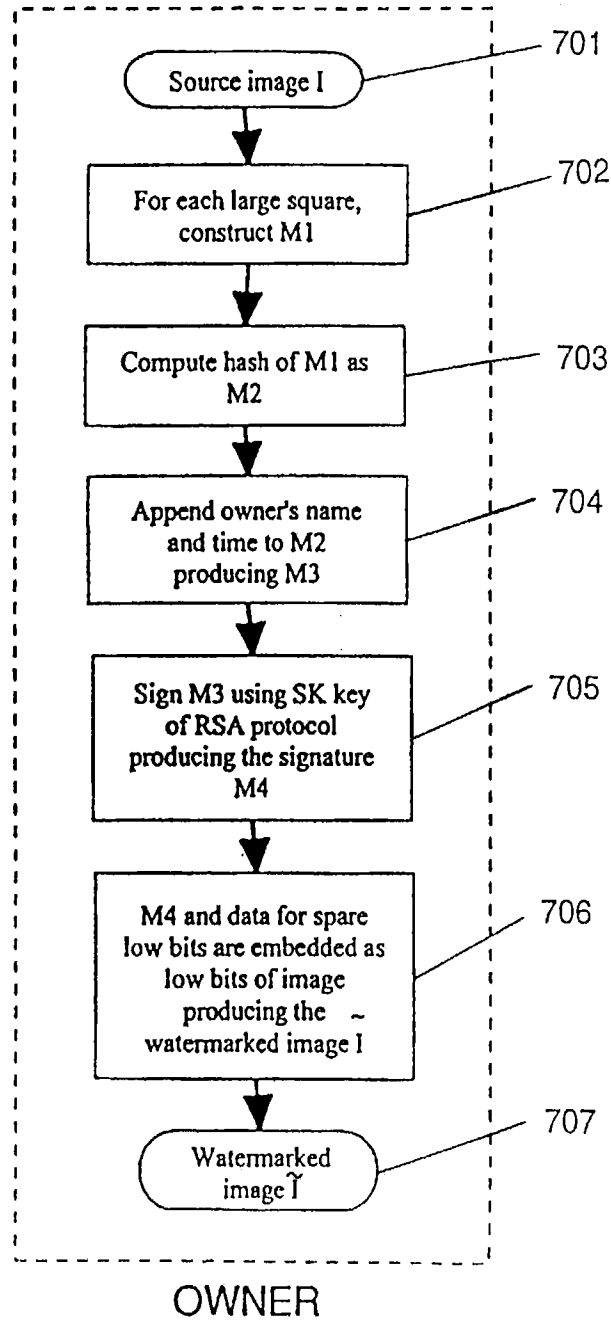 701
Source image I
702
For each large square,
construct M1
703
Compute hash of M1 as
M2
704
Append owner's name
and time to M2
producing M3
705
Sign M3 using SK key
of RSA protocol
producing the signature
M4
706
M4 and data for spare
low bits are embedded as
low bits of image
producing the ~
watermarked image I
707
Watermarked
image Ĩ
OWNER